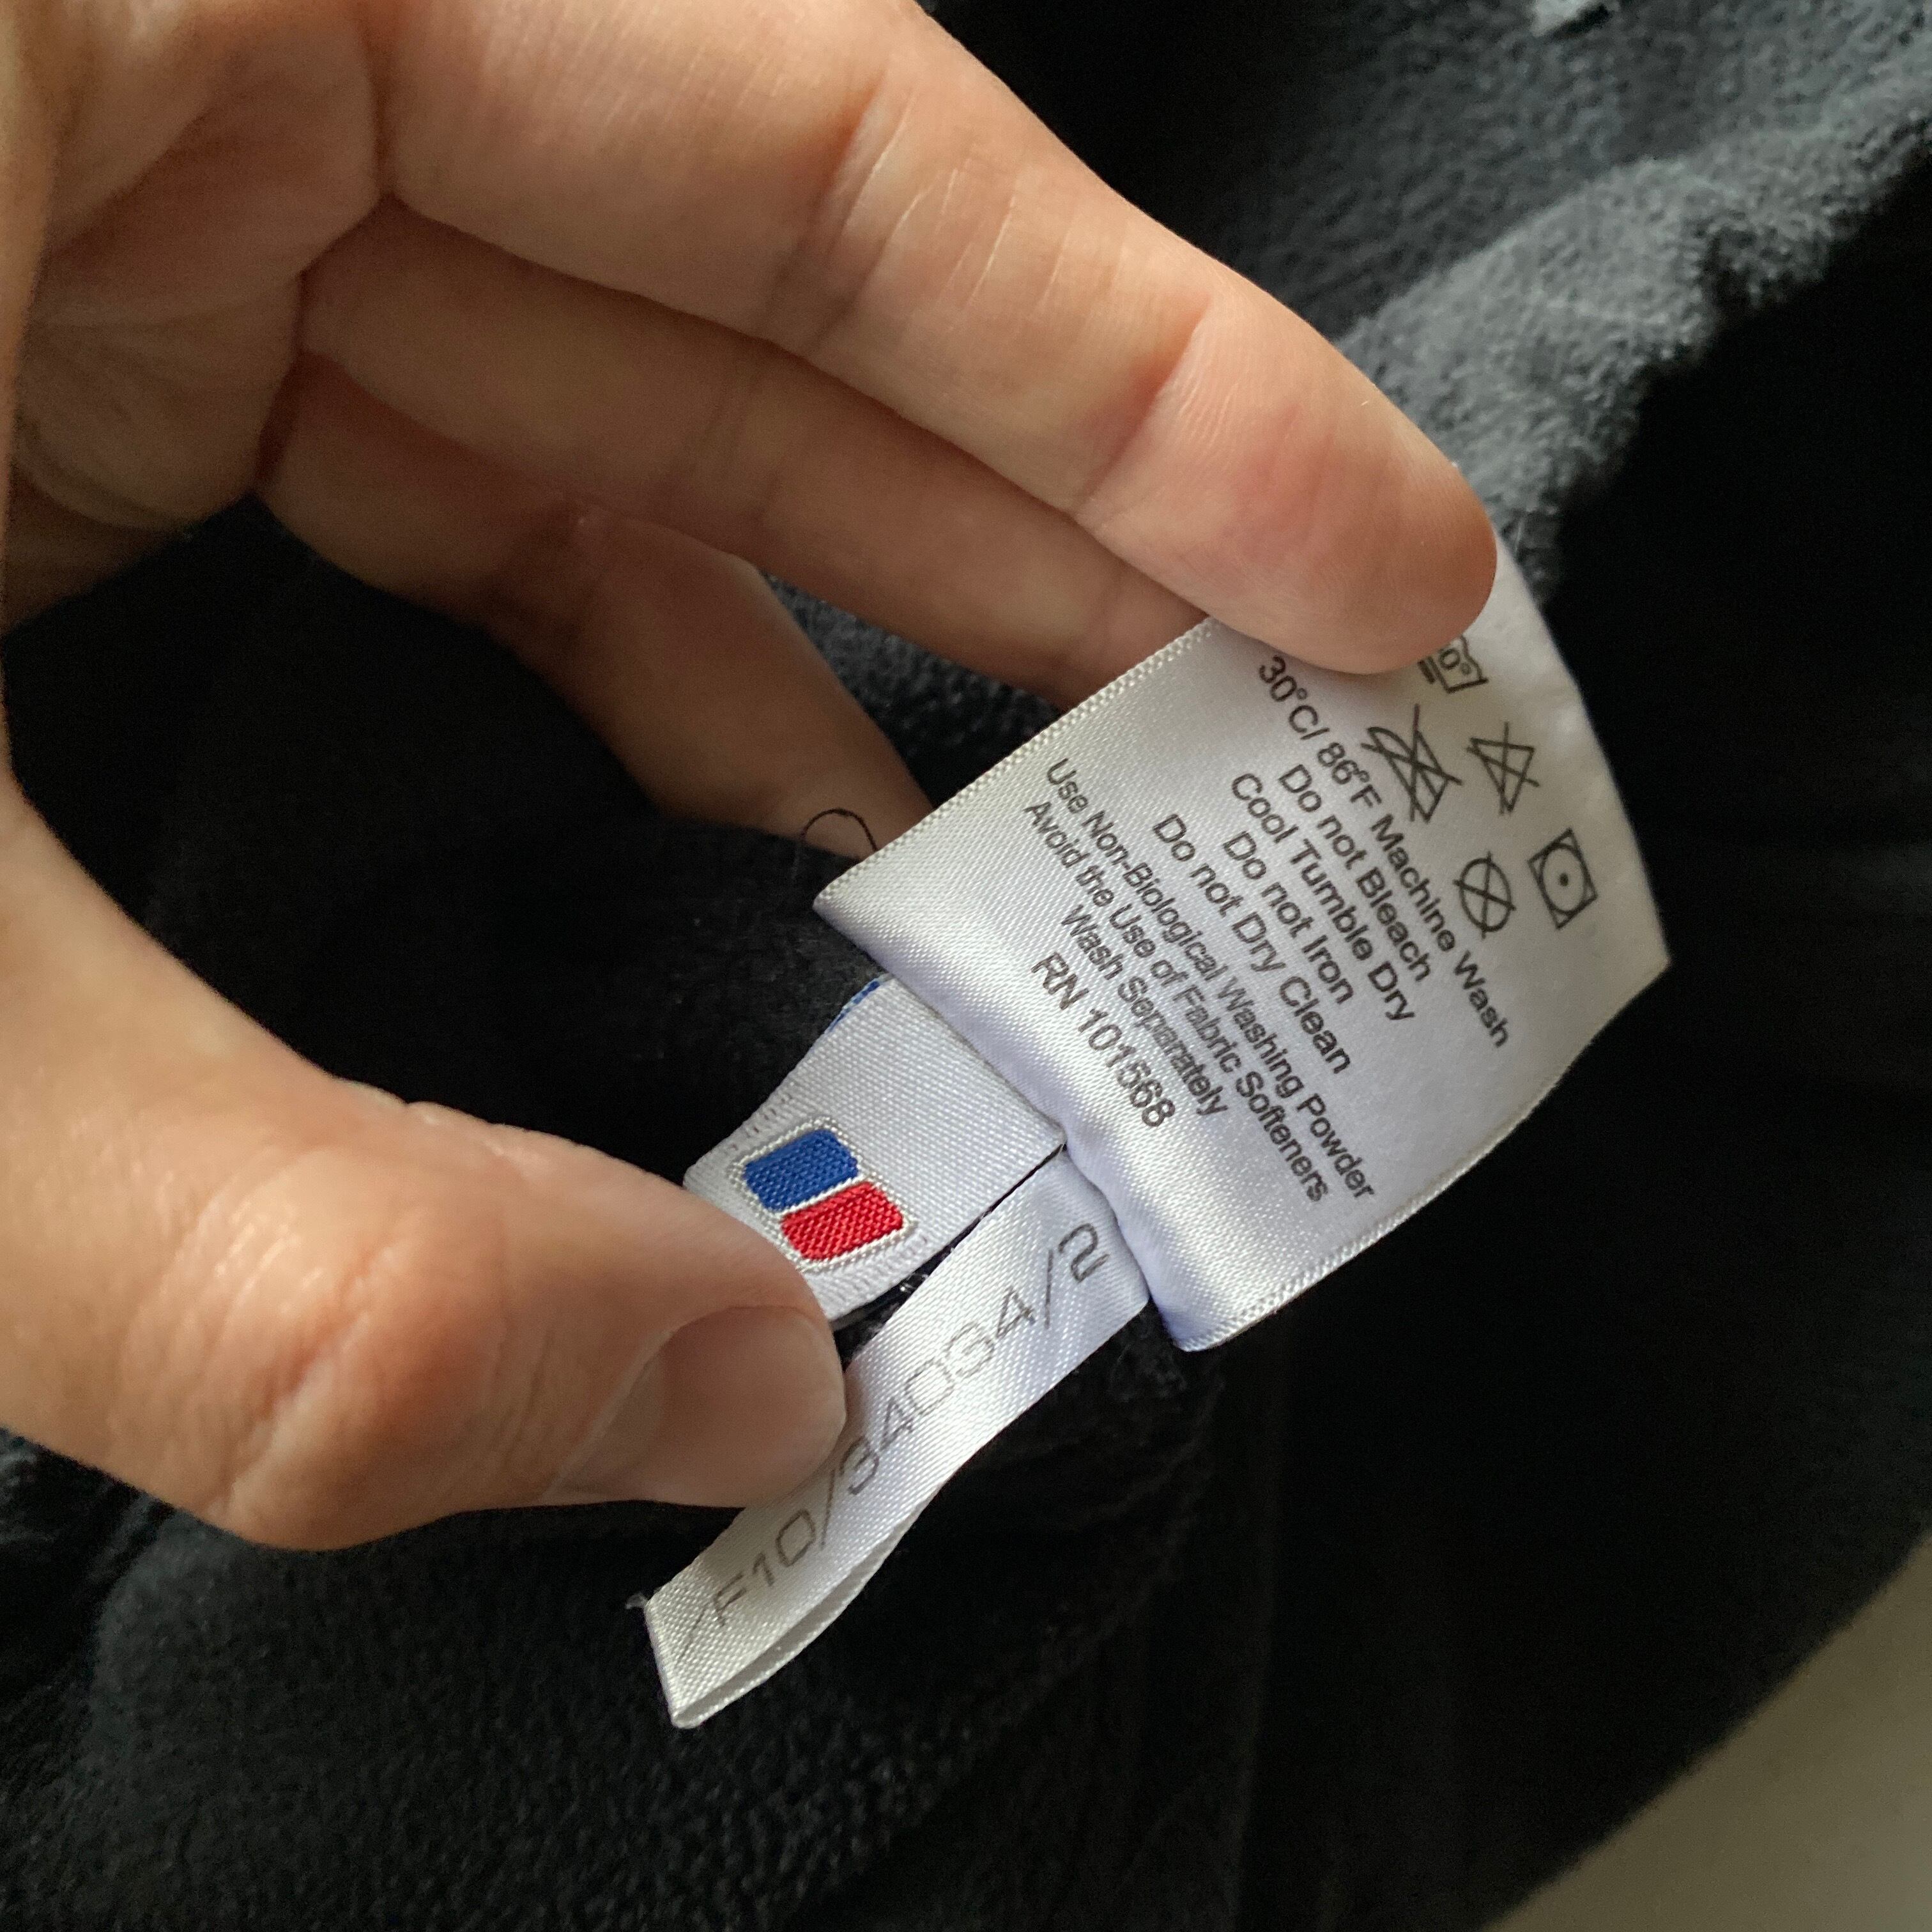 30°C/ 86°F Machine Wash
Do not Bleach
Cool Tumble Dry
Do not Iron
Do not Dry Clean
Use Non-Biological Washing Powder
Avoid the Use of Fabric Softeners
Wash Separately
RN 101568
/F10/34034/2